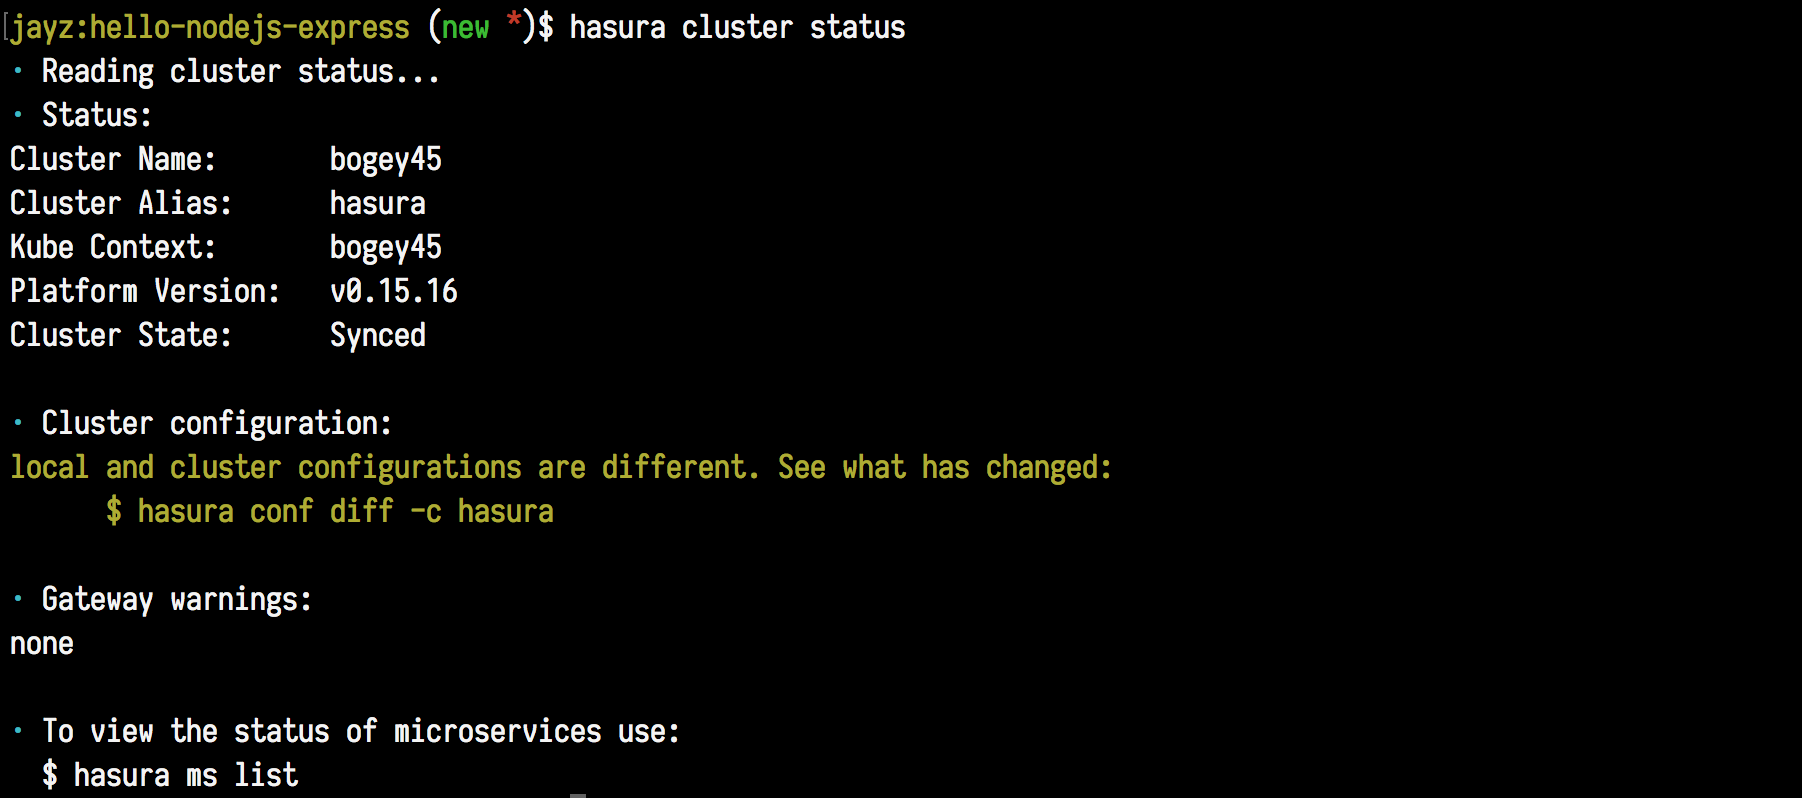 [jayz:hello-nodejs-express (new *)$ hasura cluster status
· Reading cluster status...
· Status:
Cluster Name:       bogey45
Cluster Alias:      hasura
Kube Context:       bogey45
Platform Version:   v0.15.16
Cluster State:      Synced
· Cluster configuration:
local and cluster configurations are different. See what has changed:
      $ hasura conf diff -c hasura
· Gateway warnings:
none
· To view the status of microservices use:
  $ hasura ms list